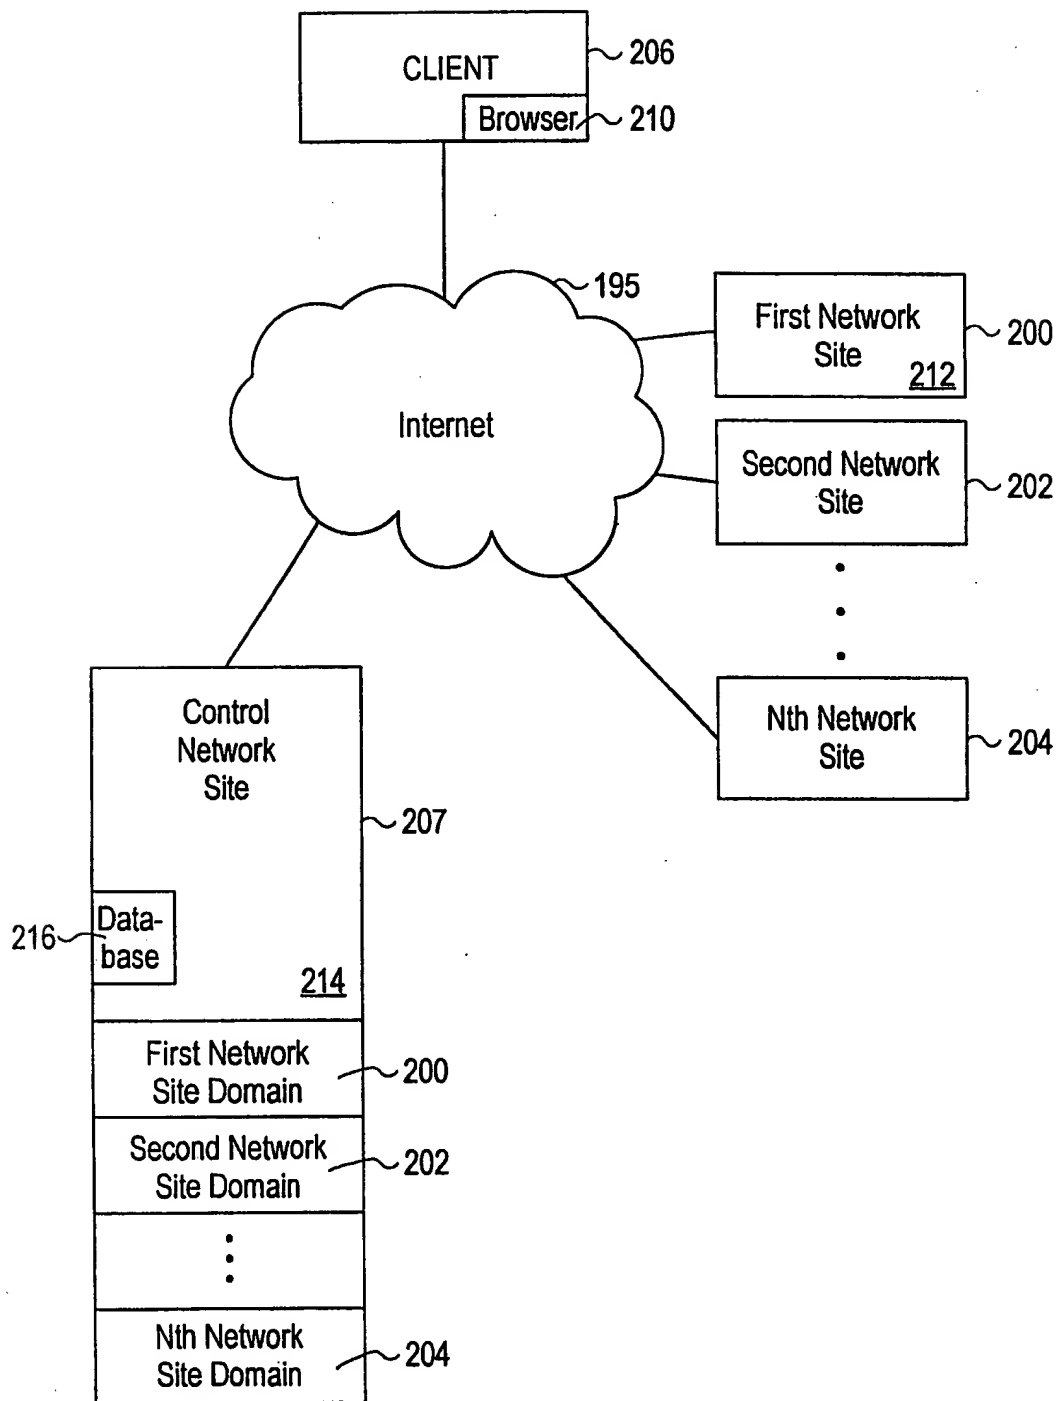 CLIENT
206
Browser
210
195
First Network
Site
212
200
Internet
Second Network
Site
202
Nth Network
Site
204
Control
Network
Site
207
Data-
base
216
214
First Network
Site Domain
200
Second Network
Site Domain
202
Nth Network
Site Domain
204